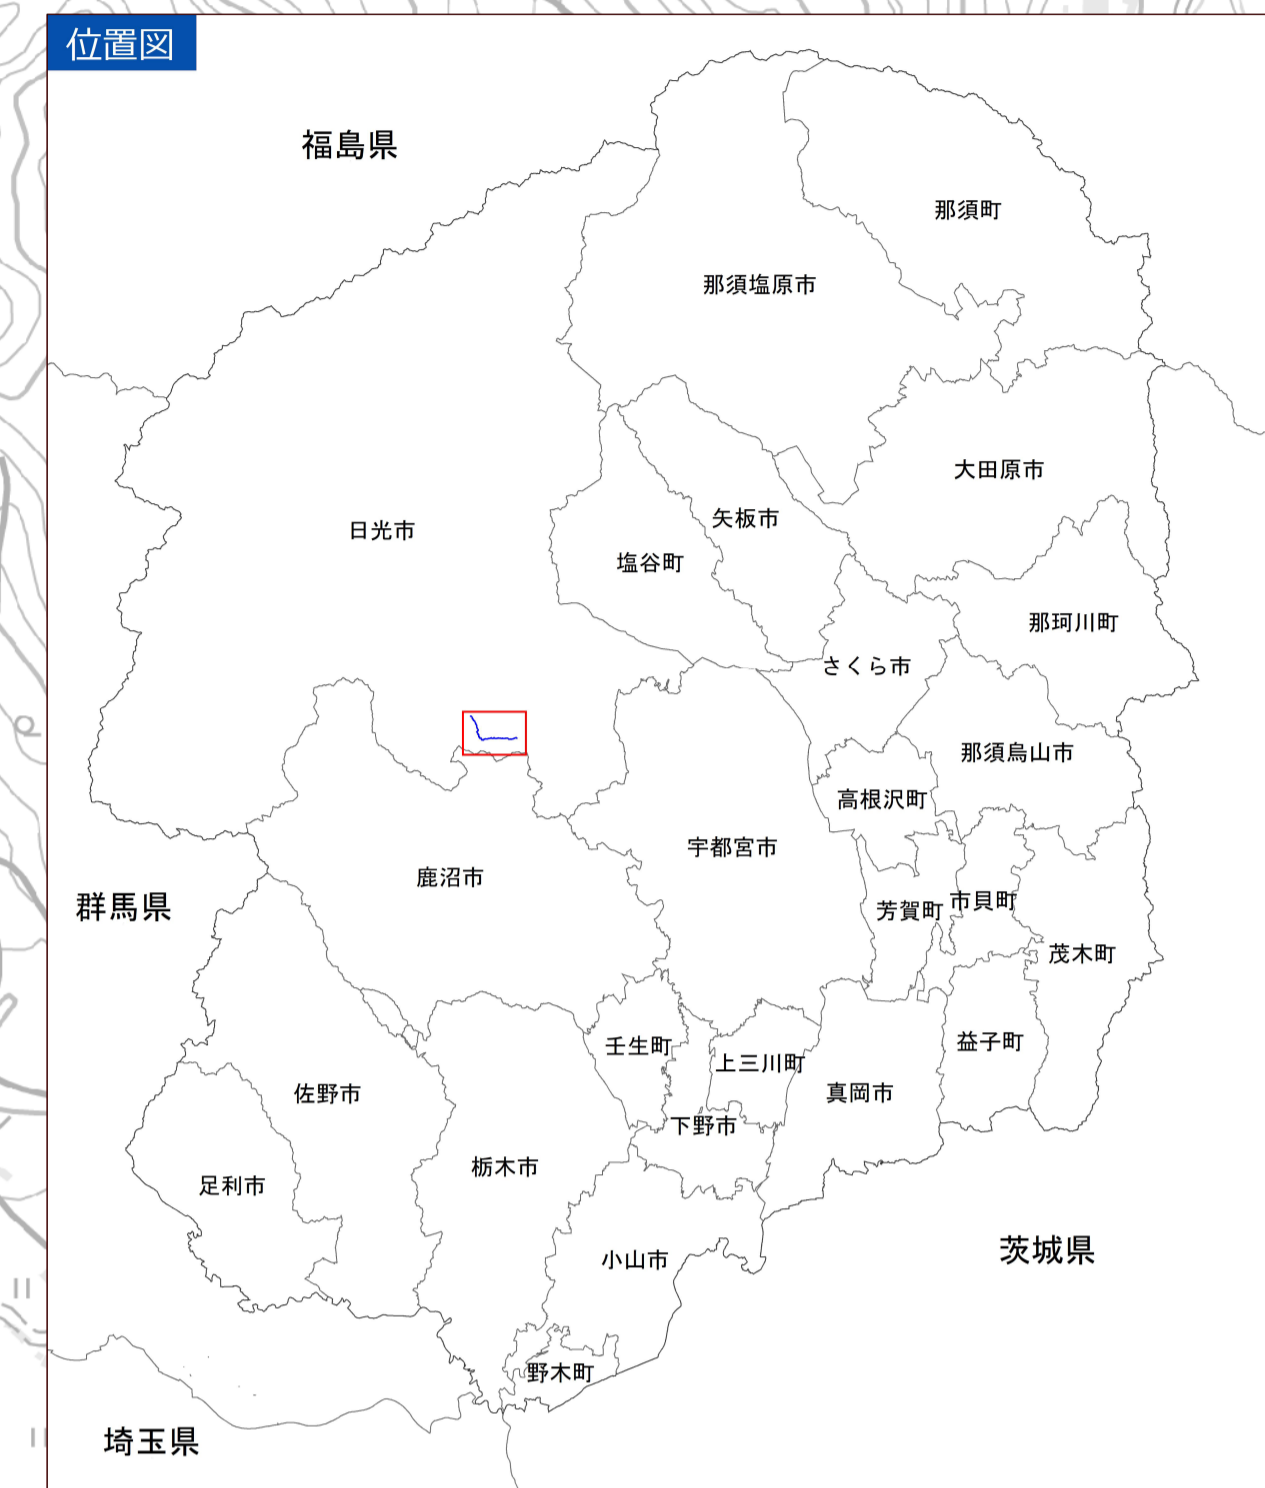 位置図
福島県
那須町
那須塩原市
大田原市
矢板市
日光市
塩谷町
那珂川町
さくら市
那須烏山市
高根沢町
宇都宮市
鹿沼市
市貝町
群馬県
芳賀町
茂木町
益子町
壬生町
上三川町
佐野市
真岡市
下野市
栃木市
足利市
茨城県
小山市
野木町
埼玉県